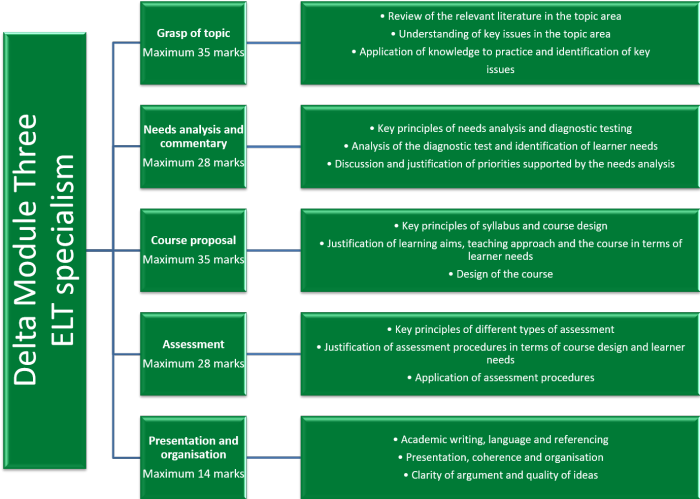 Delta Module Three
ELT specialism
Grasp of topic
Maximum 35 marks
• Review of the relevant literature in the topic area
• Understanding of key issues in the topic area
• Application of knowledge to practice and identification of key
issues
Needs analysis and
commentary
Maximum 28 marks
• Key principles of needs analysis and diagnostic testing
• Analysis of the diagnostic test and identification of learner needs
• Discussion and justification of priorities supported by the needs analysis
Course proposal
Maximum 35 marks
• Key principles of syllabus and course design
• Justification of learning aims, teaching approach and the course in terms of
learner needs
• Design of the course
Assessment
Maximum 28 marks
• Key principles of different types of assessment
• Justification of assessment procedures in terms of course design and learner
needs
• Application of assessment procedures
Presentation and
organisation
Maximum 14 marks
• Academic writing, language and referencing
• Presentation, coherence and organisation
• Clarity of argument and quality of ideas